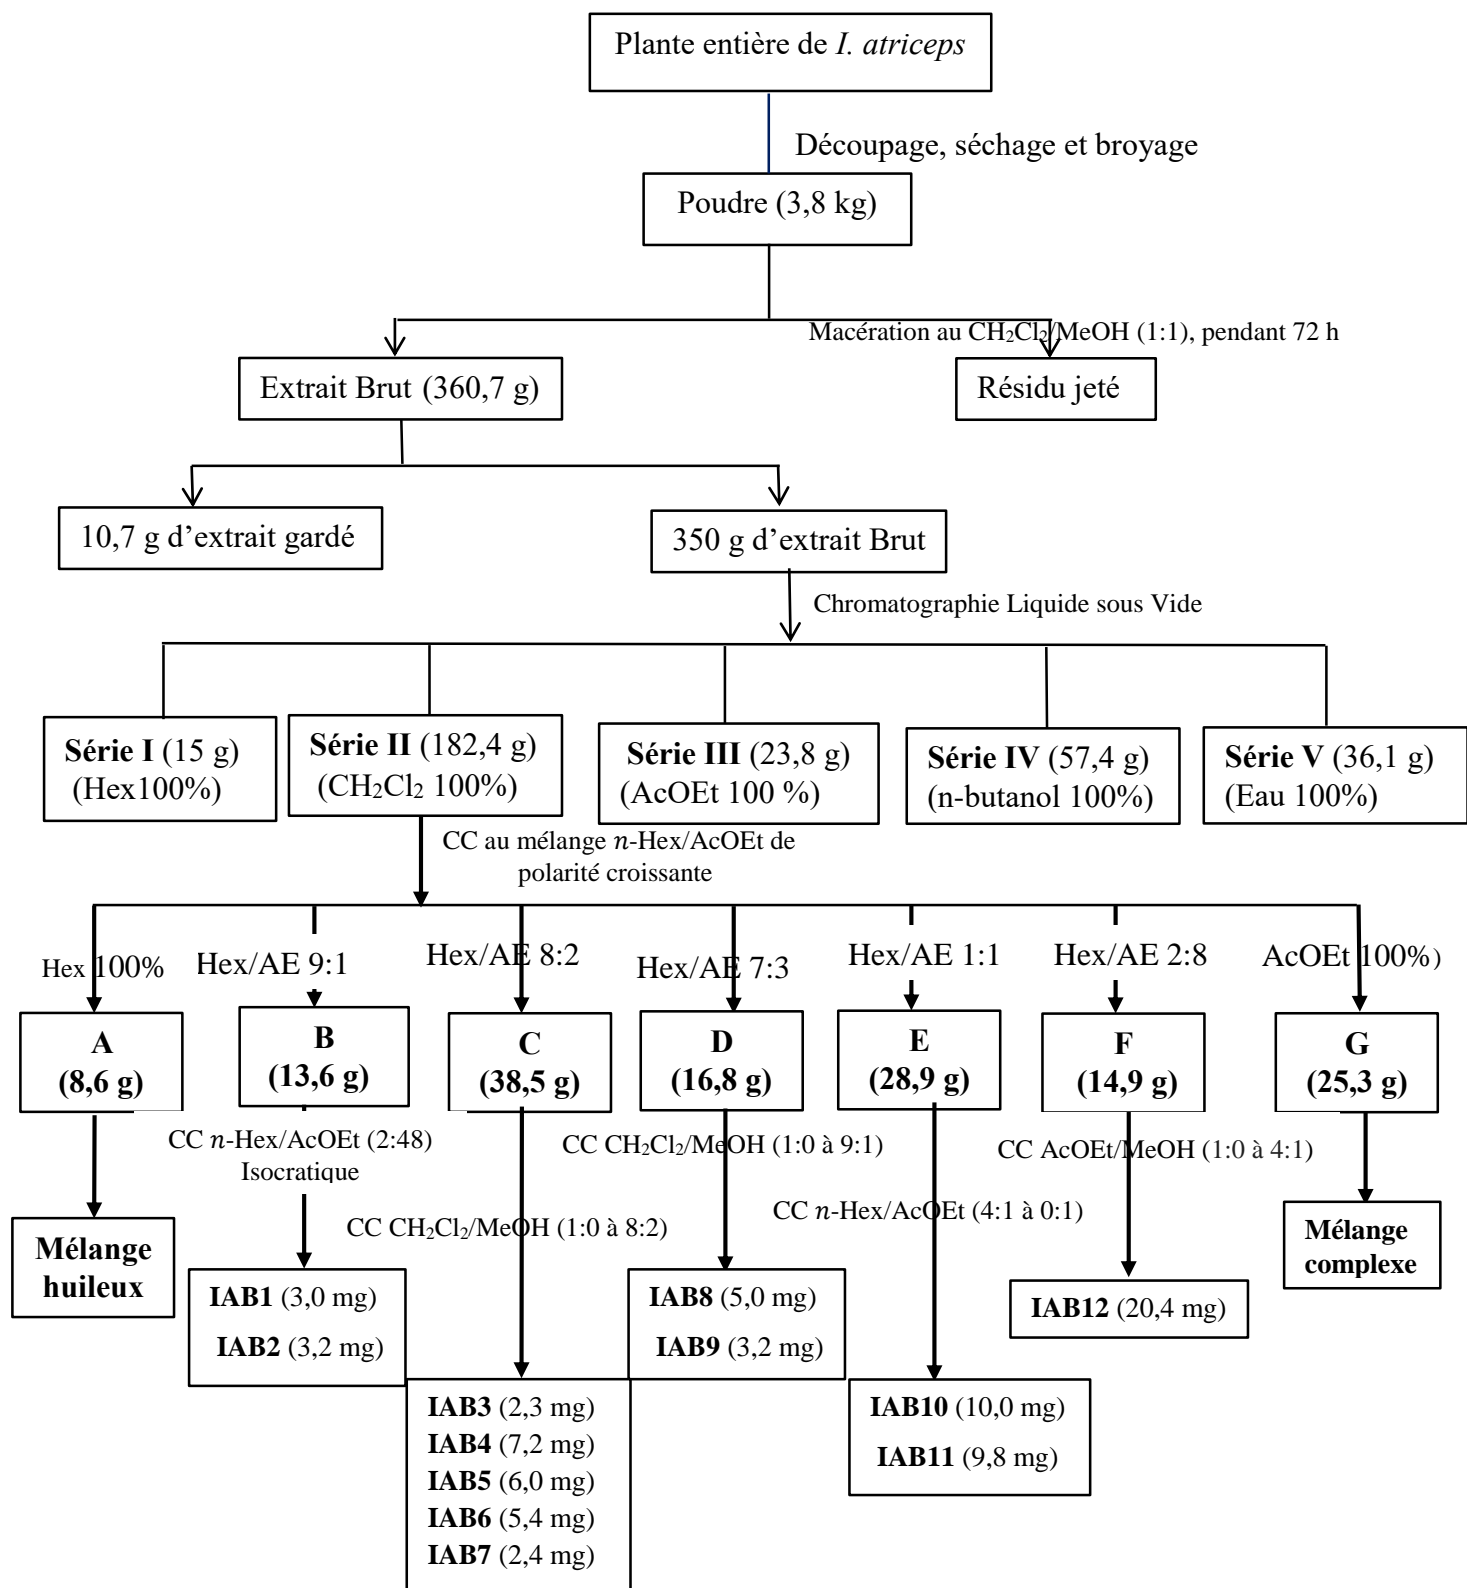 Plante entière de I. atriceps
Découpage, séchage et broyage
Poudre (3,8 kg)
Macération au CH₂Cl₂/MeOH (1:1), pendant 72 h
Extrait Brut (360,7 g)
Résidu jeté
10,7 g d’extrait gardé
350 g d’extrait Brut
Chromatographie Liquide sous Vide
Série I (15 g)
(Hex100%)
Série II (182,4 g)
(CH₂Cl₂ 100%)
Série III (23,8 g)
(AcOEt 100 %)
Série IV (57,4 g)
(n-butanol 100%)
Série V (36,1 g)
(Eau 100%)
CC au mélange n-Hex/AcOEt de
polarité croissante
Hex 100%
Hex/AE 9:1
Hex/AE 8:2
Hex/AE 7:3
Hex/AE 1:1
Hex/AE 2:8
AcOEt 100%)
A
(8,6 g)
B
(13,6 g)
C
(38,5 g)
D
(16,8 g)
E
(28,9 g)
F
(14,9 g)
G
(25,3 g)
CC n-Hex/AcOEt (2:48)
Isocratique
CC CH₂Cl₂/MeOH (1:0 à 9:1)
CC AcOEt/MeOH (1:0 à 4:1)
CC CH₂Cl₂/MeOH (1:0 à 8:2)
CC n-Hex/AcOEt (4:1 à 0:1)
Mélange
huileux
Mélange
complexe
IAB1 (3,0 mg)
IAB2 (3,2 mg)
IAB8 (5,0 mg)
IAB9 (3,2 mg)
IAB12 (20,4 mg)
IAB3 (2,3 mg)
IAB4 (7,2 mg)
IAB5 (6,0 mg)
IAB6 (5,4 mg)
IAB7 (2,4 mg)
IAB10 (10,0 mg)
IAB11 (9,8 mg)